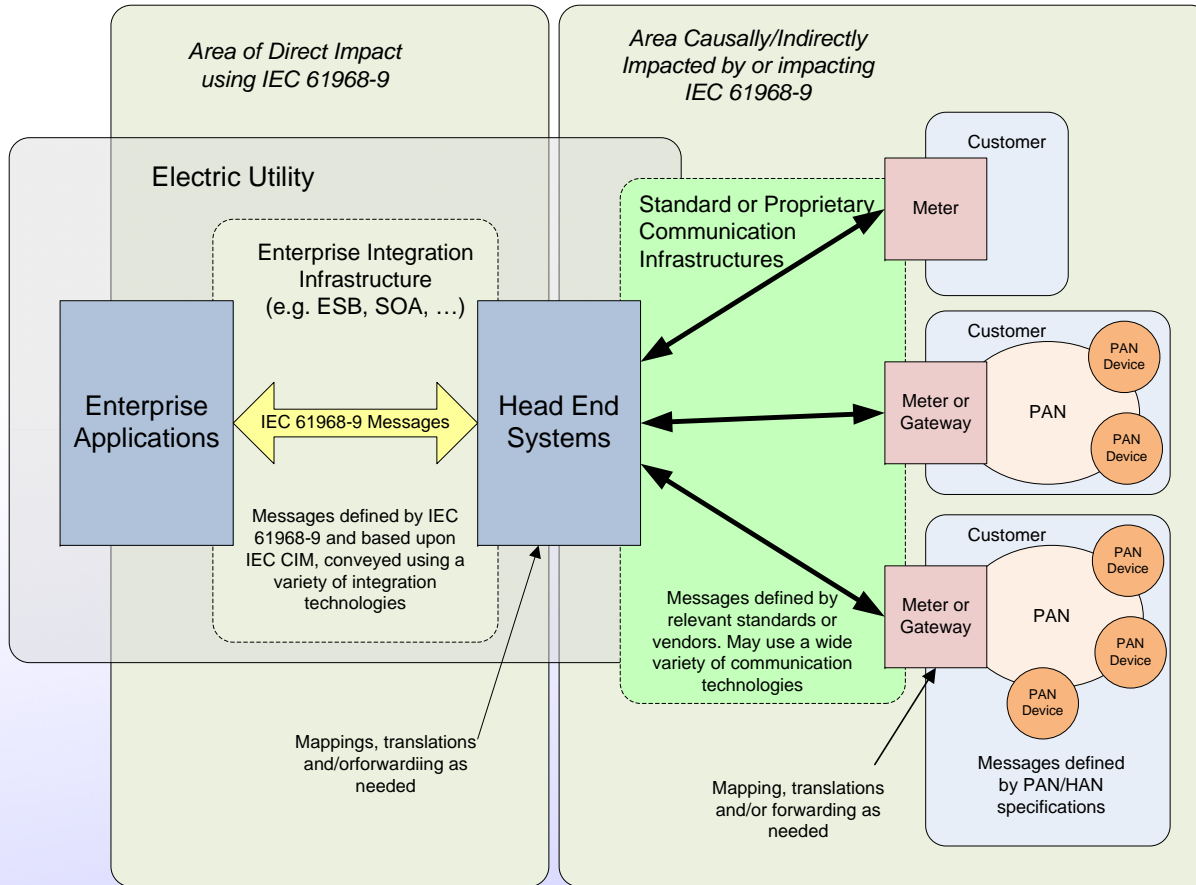 Area of Direct Impact
using IEC 61968-9
Area Causally/Indirectly
Impacted by or impacting
IEC 61968-9
Electric Utility
Enterprise Integration
Infrastructure
(e.g. ESB, SOA, …)
Enterprise
Applications
IEC 61968-9 Messages
Head End
Systems
Messages defined by IEC
61968-9 and based upon
IEC CIM, conveyed using a
variety of integration
technologies
Mappings, translations
and/orforwardiing as
needed
Standard or Proprietary
Communication
Infrastructures
Messages defined by
relevant standards or
vendors. May use a wide
variety of communication
technologies
Mapping, translations
and/or forwarding as
needed
Customer
Meter
Customer
Meter or
Gateway
PAN
PAN
Device
PAN
Device
Customer
Meter or
Gateway
PAN
PAN
Device
PAN
Device
PAN
Device
Messages defined
by PAN/HAN
specifications